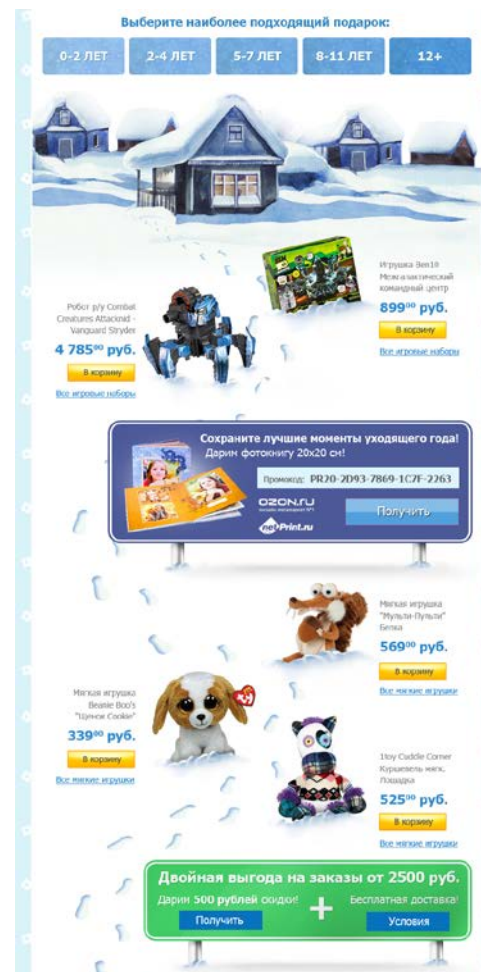 Выберите наиболее подходящий подарок:
0-2 ЛЕТ
2-4 ЛЕТ
5-7 ЛЕТ
8-11 ЛЕТ
12+
Игрушка Ben10
Межгалактический
командный центр
899⁰⁰ руб.
В корзину
Все игровые наборы
Робот р/у Combat
Creatures Attacknid -
Vanguard Stryder
4 785⁰⁰ руб.
В корзину
Все игровые наборы
Сохраните лучшие моменты уходящего года!
Дарим фотокнигу 20х20 см!
Промокод: PR20-2D93-7869-1C7F-2263
OZON.RU
netPrint.ru
Получить
Мягкая игрушка
"Мульти-Пульти"
Белка
569⁰⁰ руб.
В корзину
Все мягкие игрушки
Мягкая игрушка
Beanie Boo's
"Щенок Cookie"
339⁰⁰ руб.
В корзину
Все мягкие игрушки
1toy Cuddle Corner
Куршевель мягк.
Лошадка
525⁰⁰ руб.
В корзину
Все мягкие игрушки
Двойная выгода на заказы от 2500 руб.
Дарим 500 рублей скидки!
Получить
+
Бесплатная доставка!
Условия